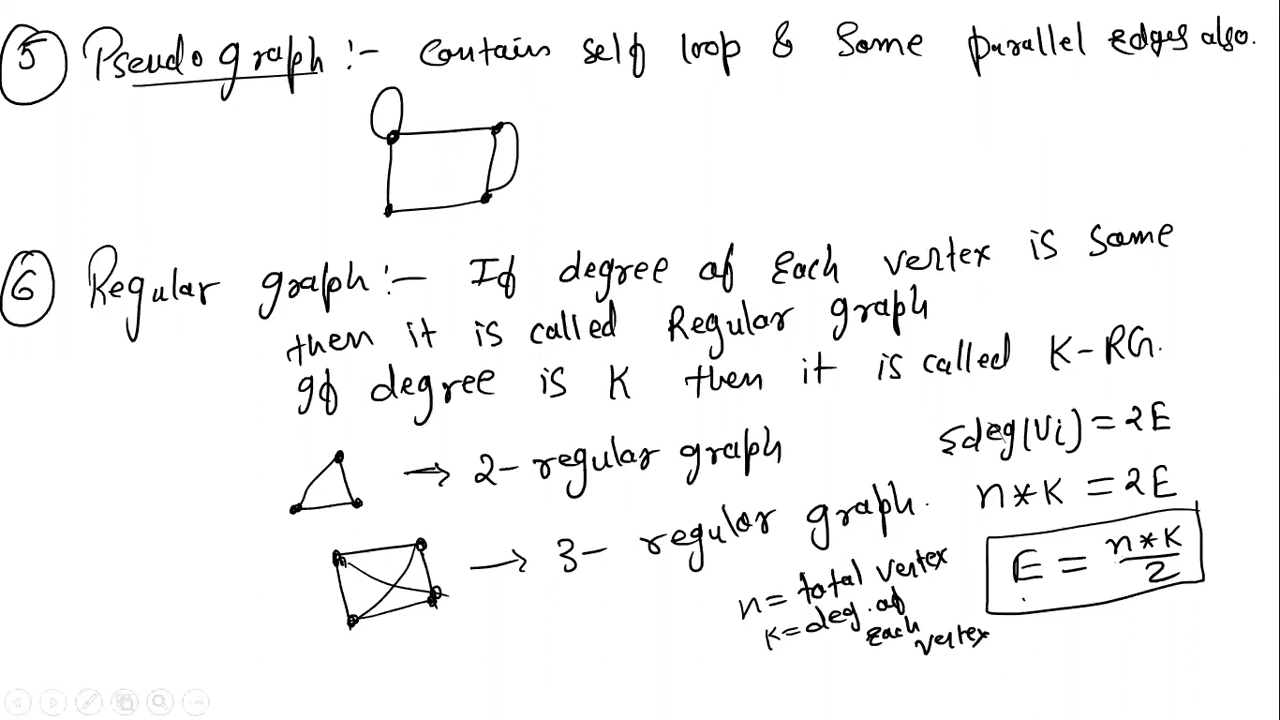 5 Pseudo graph :- Contains self loop & Some parallel edges also.
6 Regular graph :- If degree of Each vertex is same
then it is called Regular graph
If degree is K then it is called K-RG.
→ 2- regular graph
Σdeg(Vi) = 2E
n*K = 2E
→ 3- regular graph.
E = n*K/2
n = total vertex
K = deg. of
Each vertex